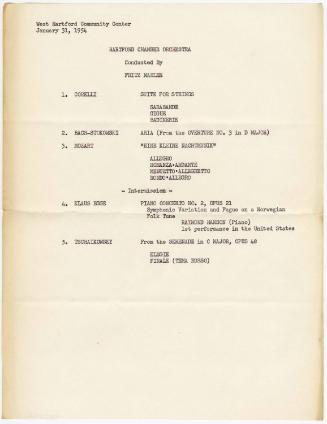 West Hartford Community Center
January 31, 1954
HARTFORD CHAMBER ORCHESTRA
Conducted By
FRITZ MAHLER
1. CORELLI SUITE FOR STRINGS
SARABANDE
GIGUE
BADINERIE
2. BACH-STOKOWSKI ARIA (From the OVERTURE NO. 3 in D MAJOR)
3. MOZART "EINE KLEINE NACHTMUSIK"
ALLEGRO
ROMANZA-ANDANTE
MENUETTO-ALLEGRETTO
RONDO-ALLEGRO
- Intermission -
4. KLAUS EGGE PIANO CONCERTO NO. 2, OPUS 21
Symphonic Variation and Fugue on a Norwegian
Folk Tune
RAYMOND HANSON (Piano)
1st performance in the United States
5. TSCHAIKOWSKY From the SERENADE in C MAJOR, OPUS 48
ELEGIE
FINALE (TEMA RUSSO)